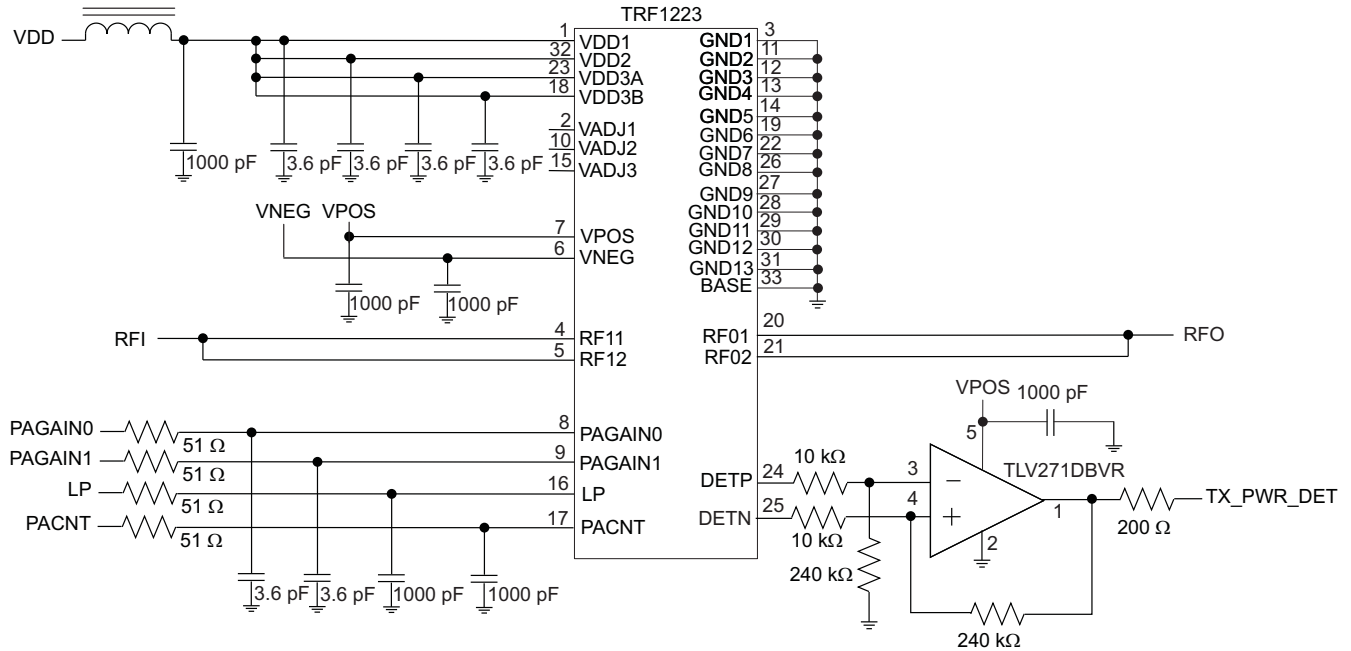 TRF1223
VDD
1
VDD1
32
VDD2
23
VDD3A
18
VDD3B
2
VADJ1
10
VADJ2
15
VADJ3
1000 pF
3.6 pF
3.6 pF
3.6 pF
3.6 pF
VNEG
VPOS
7
VPOS
6
VNEG
1000 pF
1000 pF
RFI
4
RF11
5
RF12
PAGAIN0
51 Ω
8
PAGAIN0
PAGAIN1
51 Ω
9
PAGAIN1
LP
51 Ω
16
LP
PACNT
51 Ω
17
PACNT
3.6 pF
3.6 pF
1000 pF
1000 pF
3
GND1
11
GND2
12
GND3
13
GND4
14
GND5
19
GND6
22
GND7
26
GND8
27
GND9
28
GND10
29
GND11
30
GND12
31
GND13
33
BASE
20
RF01
21
RF02
RFO
VPOS
1000 pF
5
TLV271DBVR
DETP
24
10 kΩ
3
−
DETN
25
10 kΩ
4
+
2
1
200 Ω
TX_PWR_DET
240 kΩ
240 kΩ